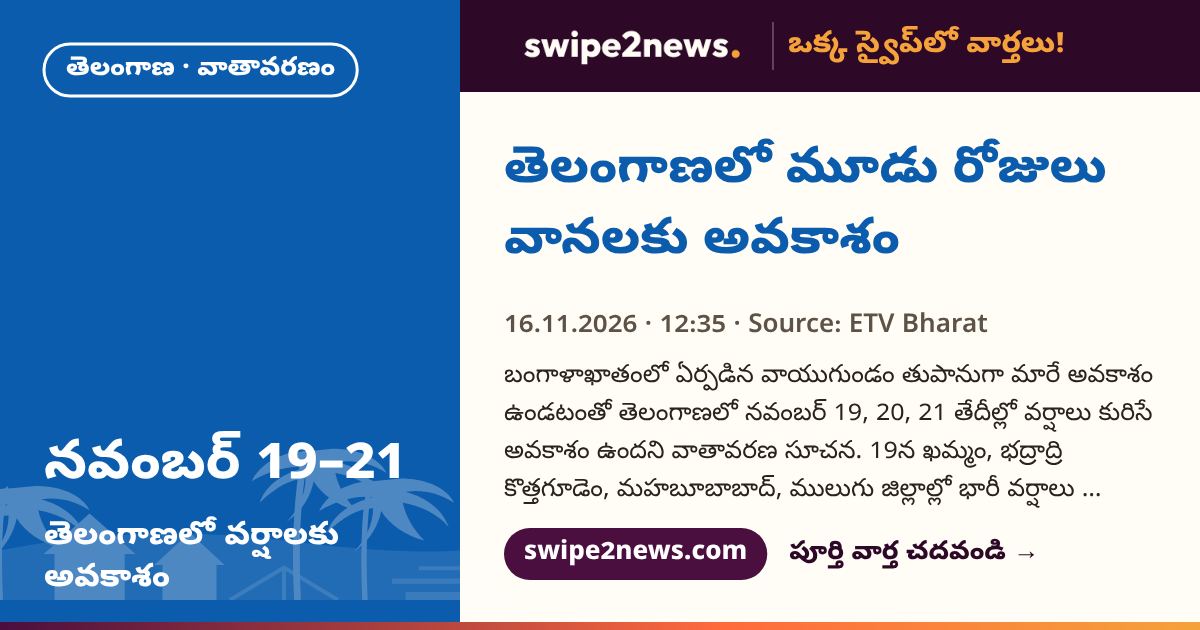 తెలంగాణ · వాతావరణం
నవంబర్ 19–21
తెలంగాణలో వర్షాలకు
అవకాశం
swipe2news.
ఒక్క స్వైప్‌లో వార్తలు!
తెలంగాణలో మూడు రోజులు
వానలకు అవకాశం
16.11.2026 · 12:35 · Source: ETV Bharat
బంగాళాఖాతంలో ఏర్పడిన వాయుగుండం తుపానుగా మారే అవకాశం
ఉండటంతో తెలంగాణలో నవంబర్ 19, 20, 21 తేదీల్లో వర్షాలు కురిసే
అవకాశం ఉందని వాతావరణ సూచన. 19న ఖమ్మం, భద్రాద్రి
కొత్తగూడెం, మహబూబాబాద్, ములుగు జిల్లాల్లో భారీ వర్షాలు ...
swipe2news.com
పూర్తి వార్త చదవండి →